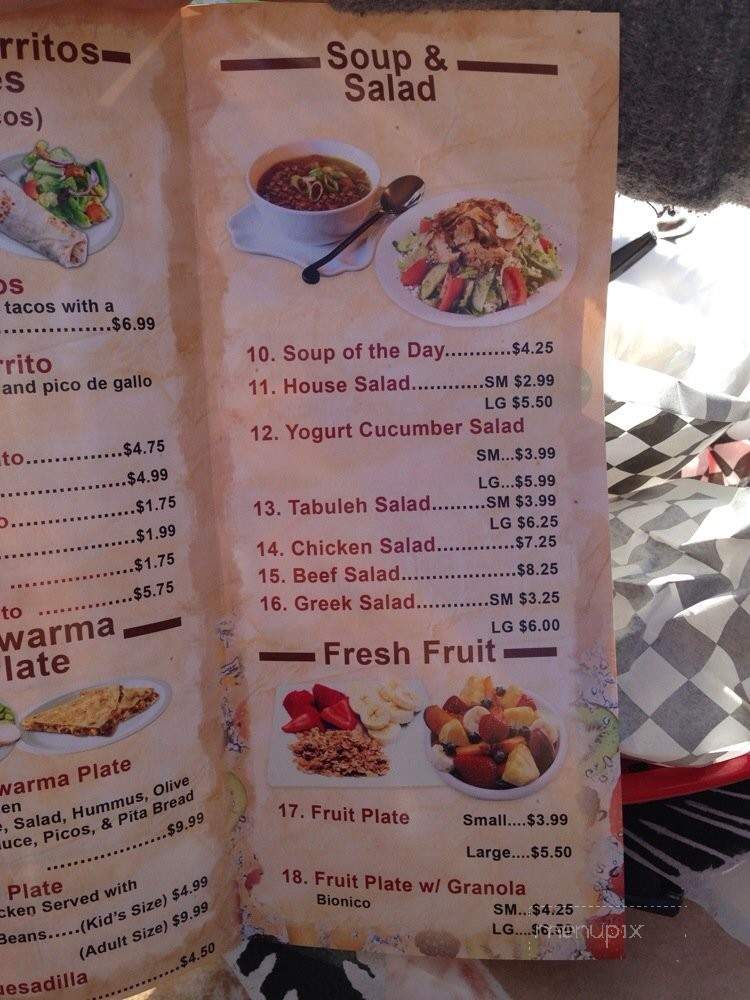 rritos
es
cos)
os
tacos with a
$6.99
rrito
and pico de gallo
to..............$4.75
$4.99
$1.75
$1.99
$1.75
to ..............$5.75
warma
late
warma Plate
en
, Salad, Hummus, Olive
uce, Picos, & Pita Bread
$9.99
Plate
cken Served with
Beans.....(Kid's Size) $4.99
(Adult Size) $9.99
uesadilla
$4.50
Soup &
Salad
10. Soup of the Day...........$4.25
11. House Salad............SM $2.99
LG $5.50
12. Yogurt Cucumber Salad
SM...$3.99
LG...$5.99
13. Tabuleh Salad.........SM $3.99
LG $6.25
14. Chicken Salad.............$7.25
15. Beef Salad...................$8.25
16. Greek Salad............SM $3.25
LG $6.00
Fresh Fruit
17. Fruit Plate Small....$3.99
Large....$5.50
18. Fruit Plate w/ Granola
Bionico
SM...$4.25
LG....$6.50
menupix